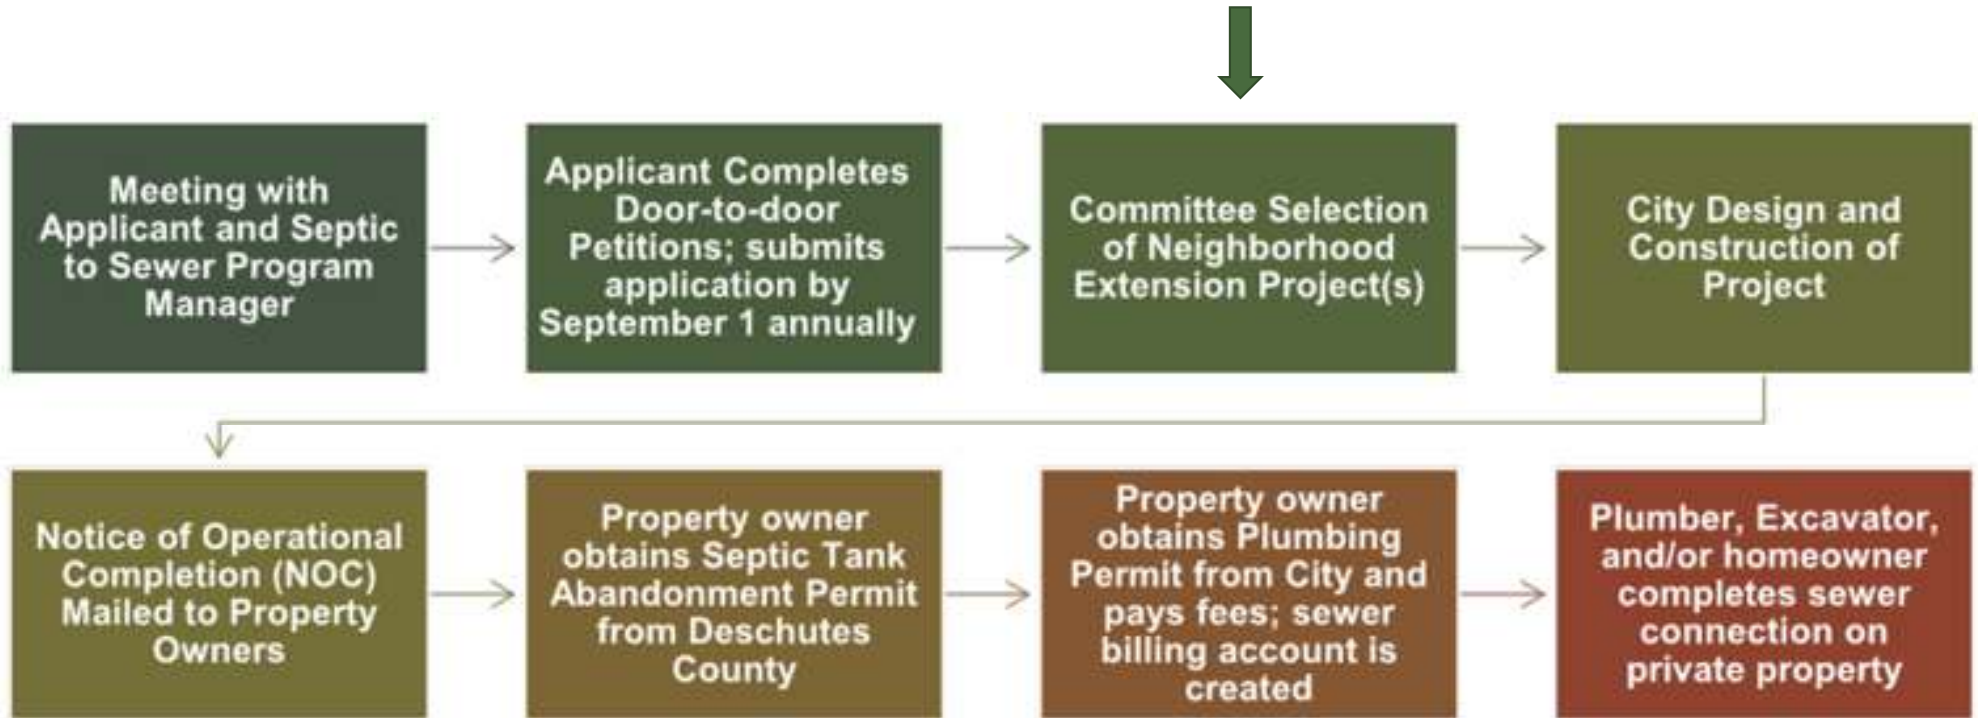 Meeting with
Applicant and Septic
to Sewer Program
Manager
Applicant Completes
Door-to-door
Petitions; submits
application by
September 1 annually
Committee Selection
of Neighborhood
Extension Project(s)
City Design and
Construction of
Project
Notice of Operational
Completion (NOC)
Mailed to Property
Owners
Property owner
obtains Septic Tank
Abandonment Permit
from Deschutes
County
Property owner
obtains Plumbing
Permit from City and
pays fees; sewer
billing account is
created
Plumber, Excavator,
and/or homeowner
completes sewer
connection on
private property